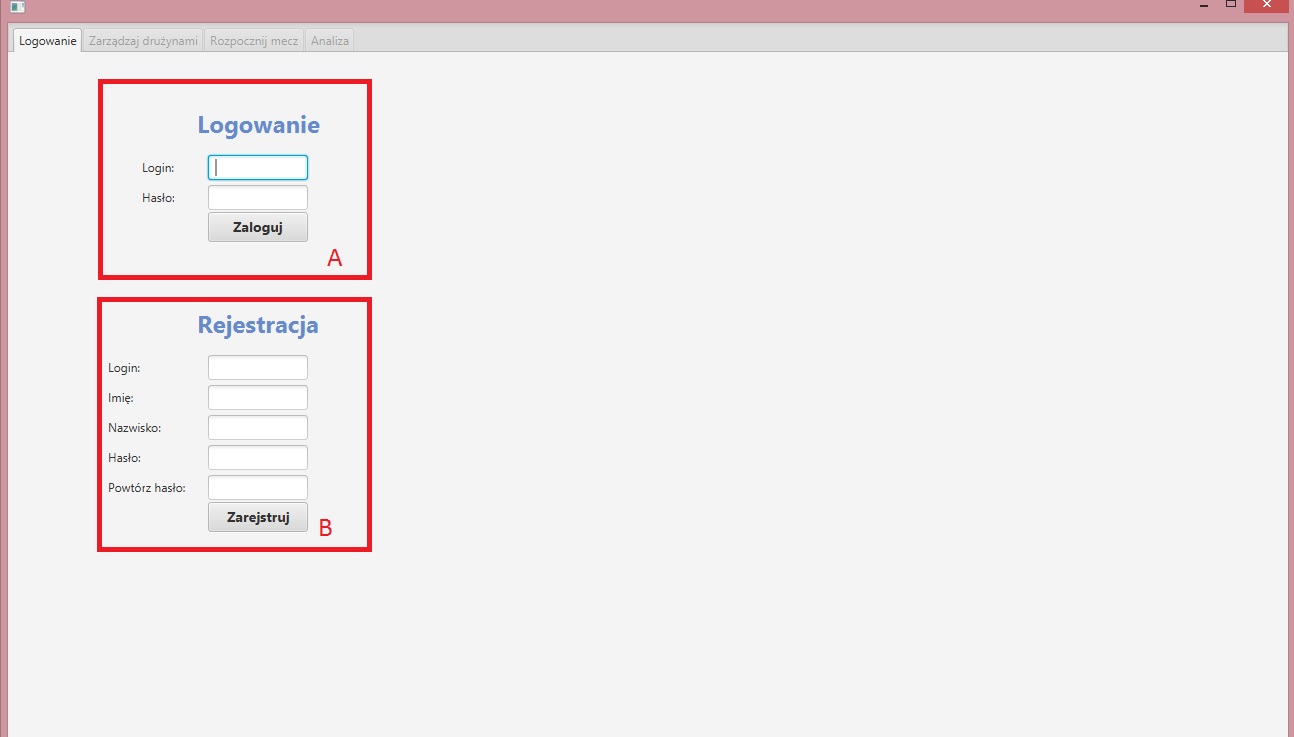 Logowanie Zarządzaj drużynami Rozpocznij mecz Analiza
Logowanie
Login:
Hasło:
Zaloguj
A
Rejestracja
Login:
Imię:
Nazwisko:
Hasło:
Powtórz hasło:
Zarejstruj
B